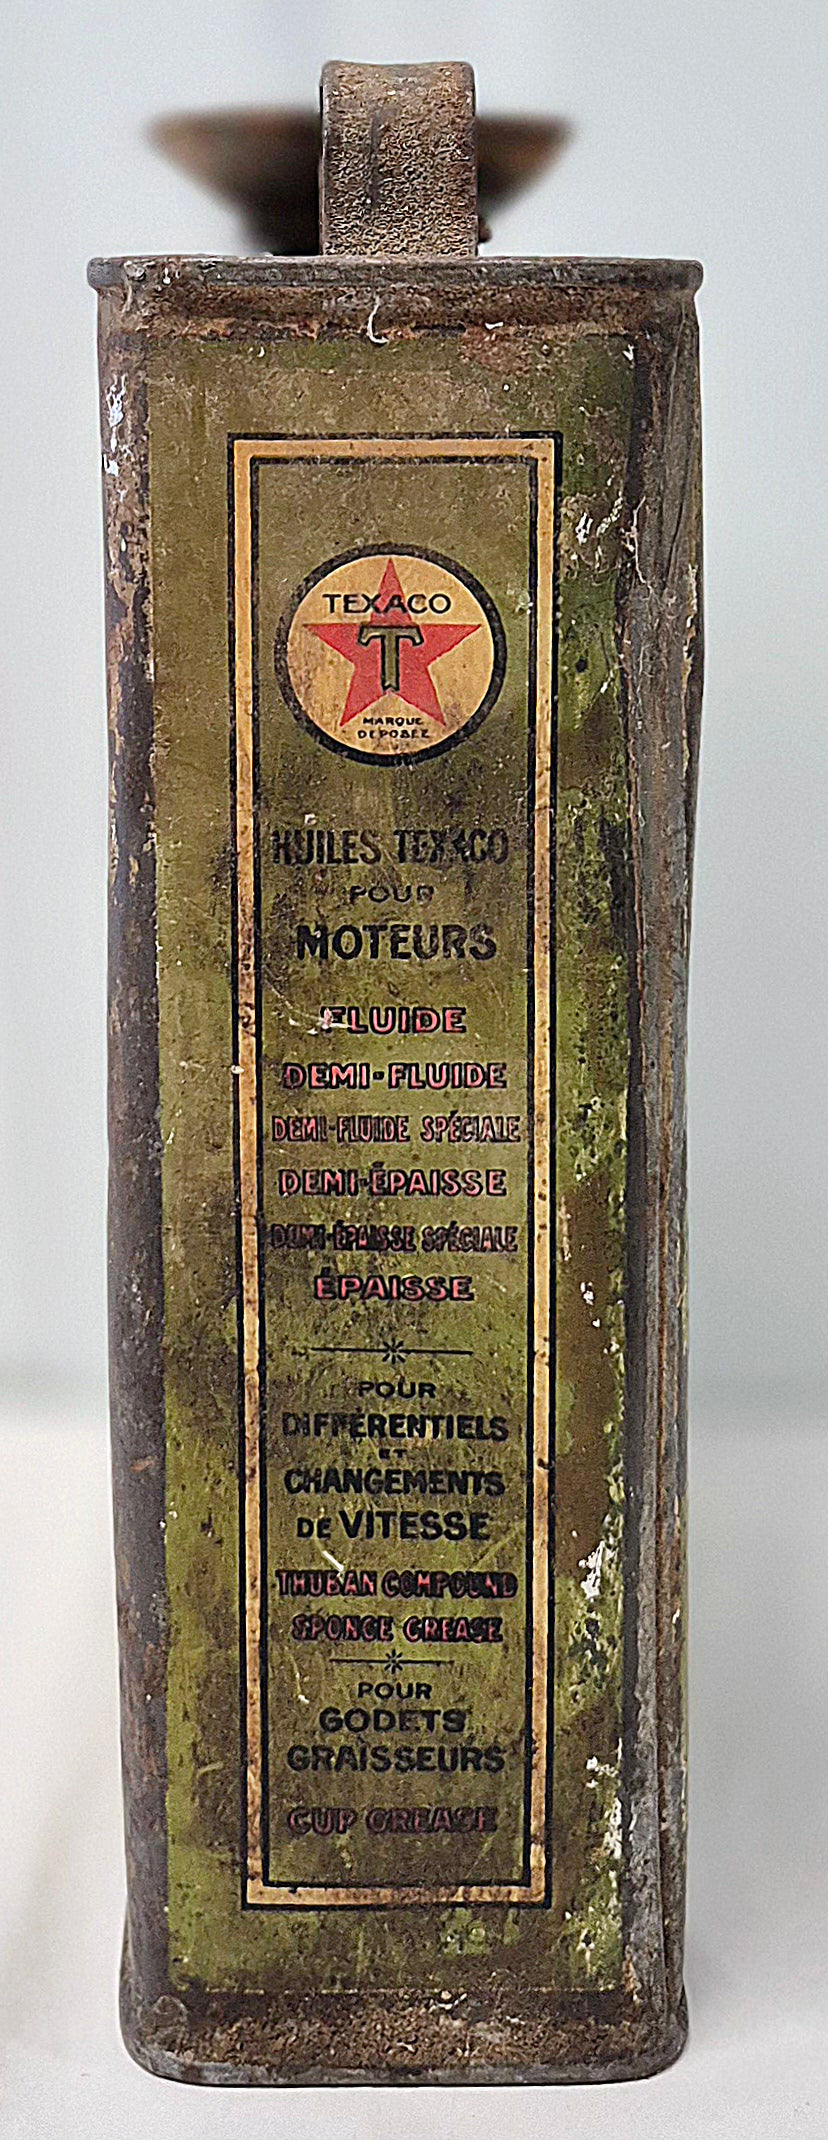 TEXACO
T
MARQUE
DÉPOSÉE
HUILES TEXACO
POUR
MOTEURS
FLUIDE
DEMI-FLUIDE
DEMI-FLUIDE SPÉCIALE
DEMI-ÉPAISSE
DEMI-ÉPAISSE SPÉCIALE
ÉPAISSE
POUR
DIFFÉRENTIELS
ET
CHANGEMENTS
DE VITESSE
THUBAN COMPOUND
SPONGE GREASE
POUR
GODETS
GRAISSEURS
CUP GREASE